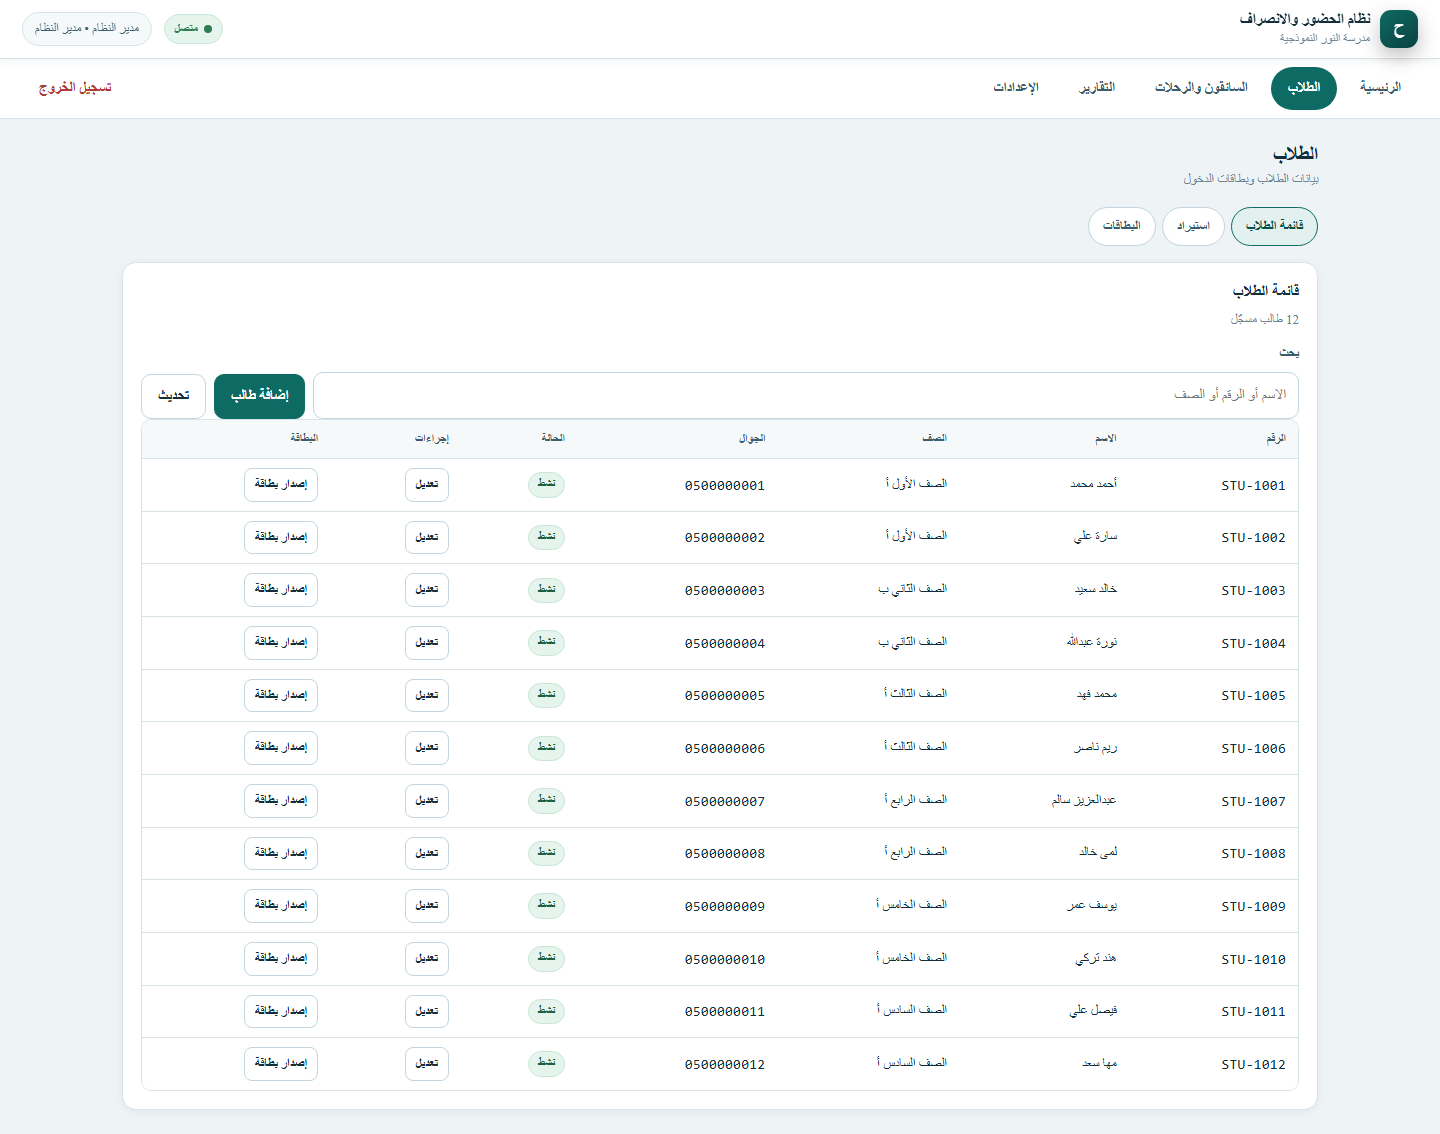 نظام الحضور والانصراف
مدرسة النور النموذجية
ح
متصل
مدير النظام • مدير النظام
الرئيسية
الطلاب
السائقون والرحلات
التقارير
الإعدادات
تسجيل الخروج
الطلاب
بيانات الطلاب وبطاقات الدخول
قائمة الطلاب
استيراد
البطاقات
قائمة الطلاب
12 طالب مسجّل
بحث
الاسم أو الرقم أو الصف
إضافة طالب
تحديث
الرقم الاسم الصف الجوال الحالة إجراءات البطاقة
STU-1001 أحمد محمد الصف الأول أ 0500000001 نشط تعديل إصدار بطاقة
STU-1002 سارة علي الصف الأول أ 0500000002 نشط تعديل إصدار بطاقة
STU-1003 خالد سعيد الصف الثاني ب 0500000003 نشط تعديل إصدار بطاقة
STU-1004 نورة عبدالله الصف الثاني ب 0500000004 نشط تعديل إصدار بطاقة
STU-1005 محمد فهد الصف الثالث أ 0500000005 نشط تعديل إصدار بطاقة
STU-1006 ريم ناصر الصف الثالث أ 0500000006 نشط تعديل إصدار بطاقة
STU-1007 عبدالعزيز سالم الصف الرابع أ 0500000007 نشط تعديل إصدار بطاقة
STU-1008 لمى خالد الصف الرابع أ 0500000008 نشط تعديل إصدار بطاقة
STU-1009 يوسف عمر الصف الخامس أ 0500000009 نشط تعديل إصدار بطاقة
STU-1010 هند تركي الصف الخامس أ 0500000010 نشط تعديل إصدار بطاقة
STU-1011 فيصل علي الصف السادس أ 0500000011 نشط تعديل إصدار بطاقة
STU-1012 مها سعد الصف السادس أ 0500000012 نشط تعديل إصدار بطاقة